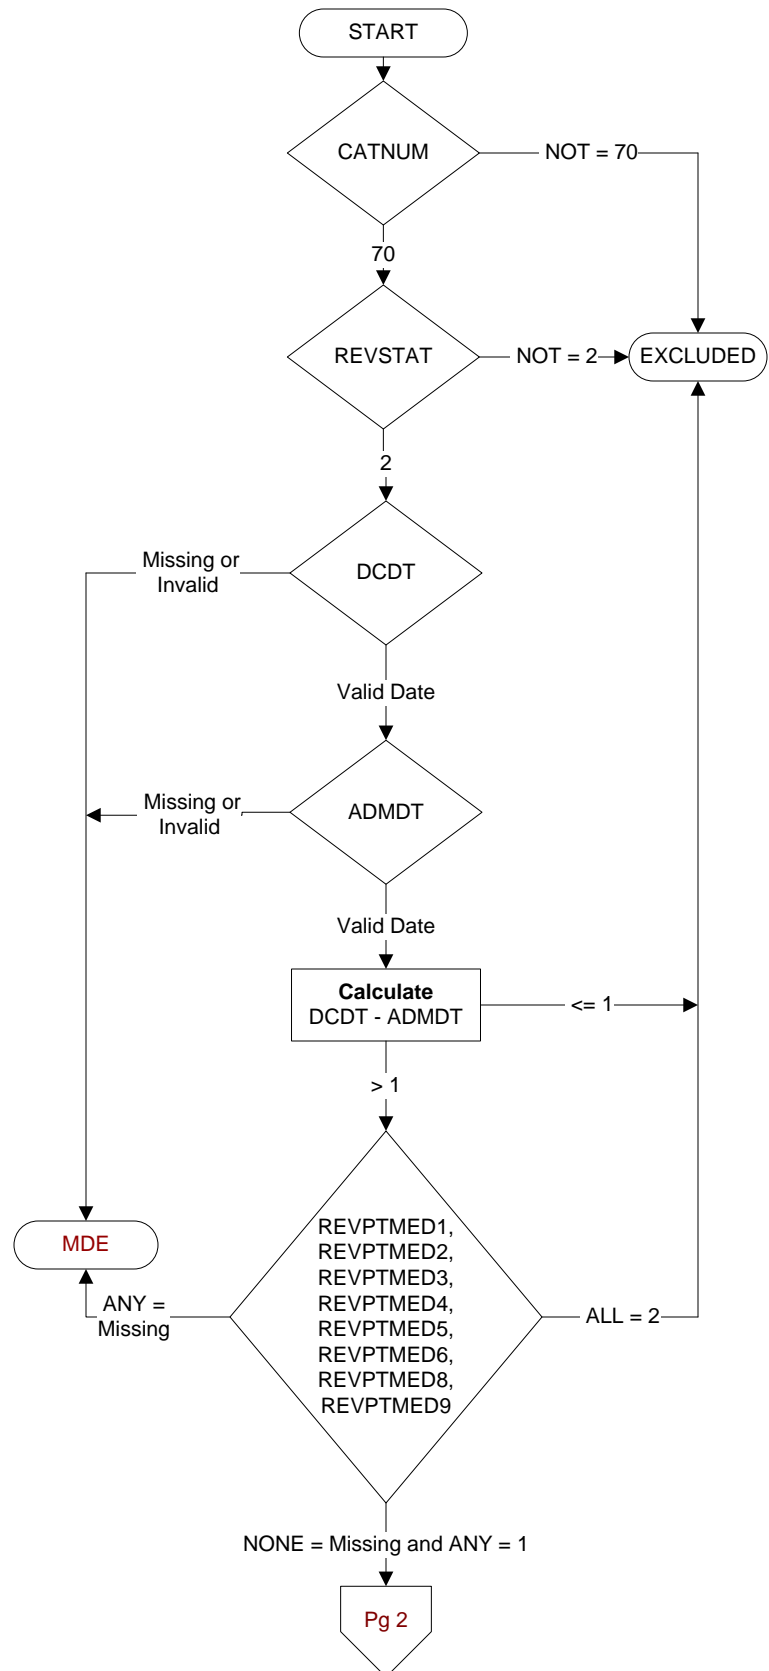 START
CATNUM
NOT = 70
70
REVSTAT
NOT = 2
EXCLUDED
2
Missing or
Invalid
DCDT
Valid Date
Missing or
Invalid
ADMDT
Valid Date
Calculate
DCDT - ADMDT
<= 1
> 1
MDE
REVPTMED1,
REVPTMED2,
REVPTMED3,
REVPTMED4,
REVPTMED5,
REVPTMED6,
REVPTMED8,
REVPTMED9
ANY =
Missing
ALL = 2
NONE = Missing and ANY = 1
Pg 2